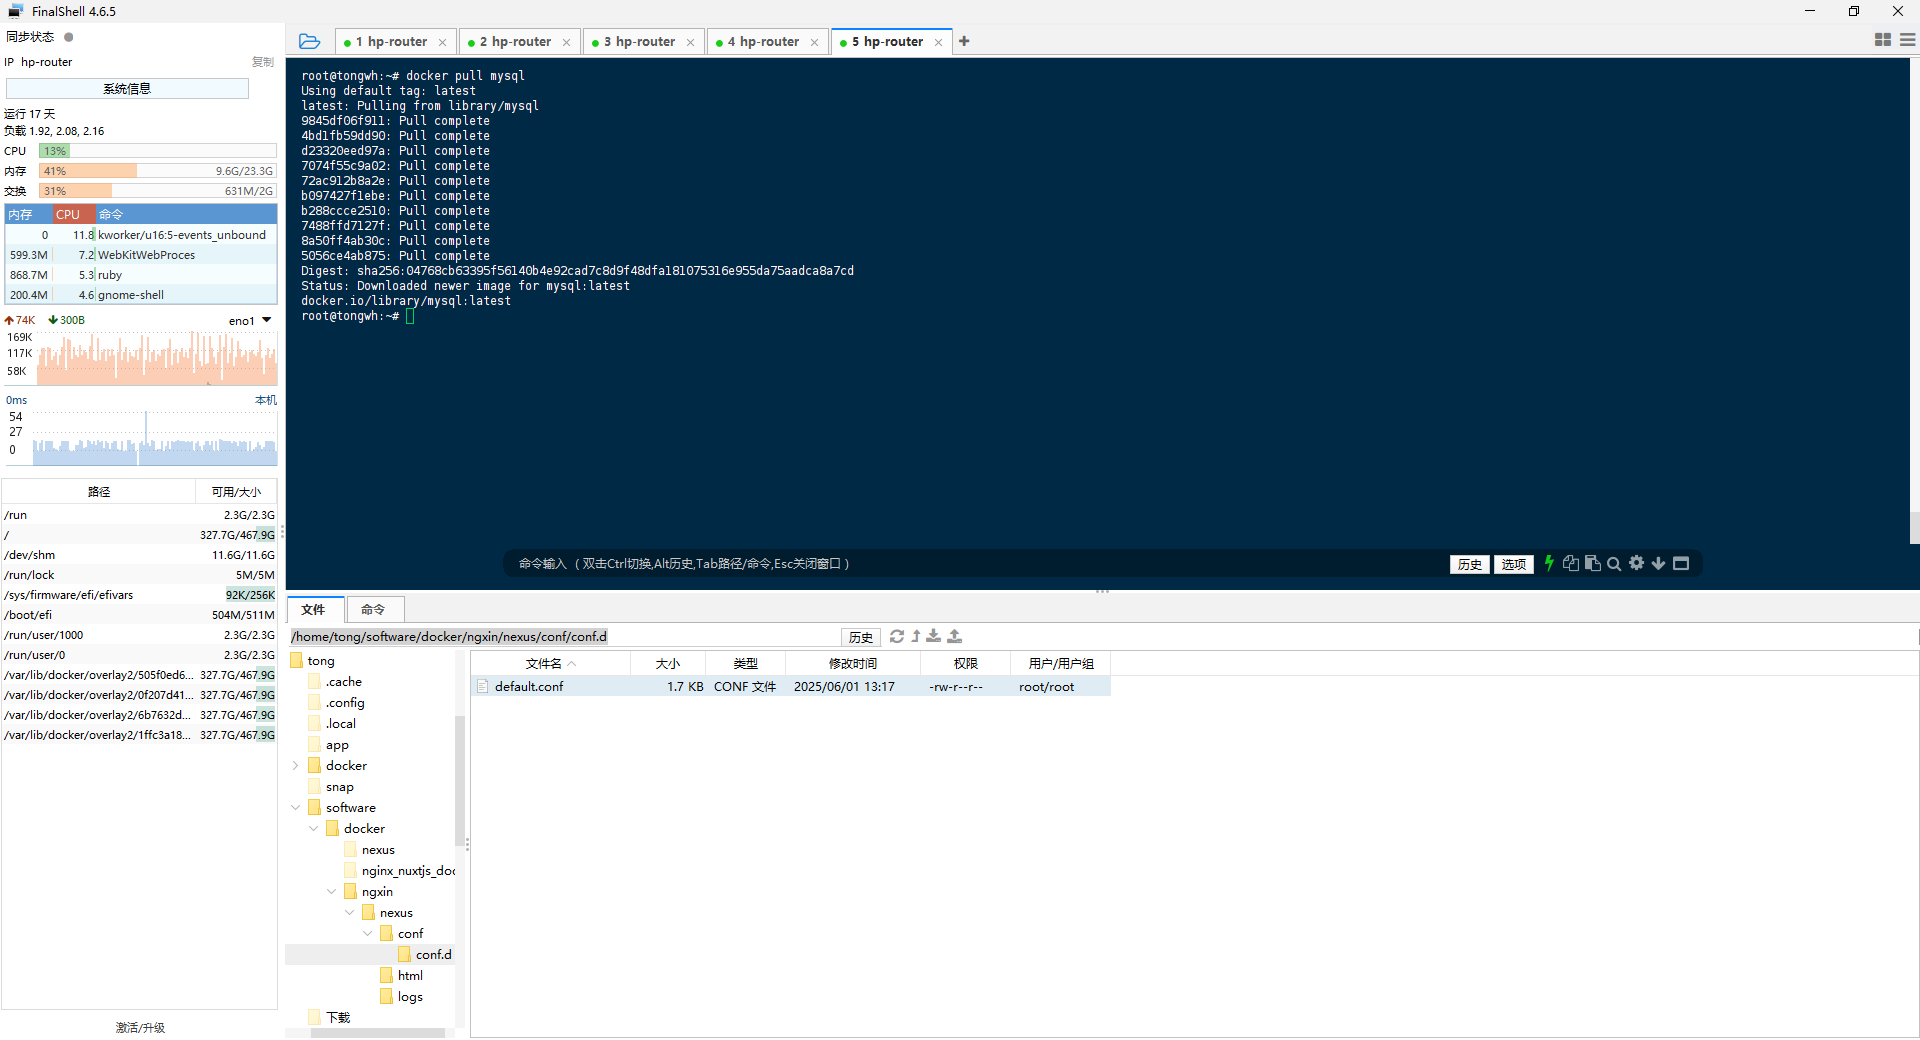 FinalShell 4.6.5
同步状态
IP hp-router 复制
系统信息
运行 17 天
负载 1.92, 2.08, 2.16
CPU 13%
内存 41% 9.6G/23.3G
交换 31% 631M/2G
内存 CPU 命令
0 11.8 kworker/u16:5-events_unbound
599.3M 7.2 WebKitWebProces
868.7M 5.3 ruby
200.4M 4.6 gnome-shell
74K 300B eno1
169K
117K
58K
0ms 本机
54
27
0
路径 可用/大小
/run 2.3G/2.3G
/ 327.7G/467.9G
/dev/shm 11.6G/11.6G
/run/lock 5M/5M
/sys/firmware/efi/efivars 92K/256K
/boot/efi 504M/511M
/run/user/1000 2.3G/2.3G
/run/user/0 2.3G/2.3G
/var/lib/docker/overlay2/505f0ed6... 327.7G/467.9G
/var/lib/docker/overlay2/0f207d41... 327.7G/467.9G
/var/lib/docker/overlay2/6b7632d... 327.7G/467.9G
/var/lib/docker/overlay2/1ffc3a18... 327.7G/467.9G
激活/升级
1 hp-router 2 hp-router 3 hp-router 4 hp-router 5 hp-router
root@tongwh:~# docker pull mysql
Using default tag: latest
latest: Pulling from library/mysql
9845df06f911: Pull complete
4bd1fb59dd90: Pull complete
d23320eed97a: Pull complete
7074f55c9a02: Pull complete
72ac912b8a2e: Pull complete
b097427f1ebe: Pull complete
b288ccce2510: Pull complete
7488ffd7127f: Pull complete
8a50ff4ab30c: Pull complete
5056ce4ab875: Pull complete
Digest: sha256:04768cb63395f56140b4e92cad7c8d9f48dfa181075316e955da75aadca8a7cd
Status: Downloaded newer image for mysql:latest
docker.io/library/mysql:latest
root@tongwh:~#
命令输入 （双击Ctrl切换,Alt历史,Tab路径/命令,Esc关闭窗口） 历史 选项
文件 命令
/home/tong/software/docker/ngxin/nexus/conf/conf.d 历史
tong
.cache
.config
.local
app
docker
snap
software
docker
nexus
nginx_nuxtjs_doc
ngxin
nexus
conf
conf.d
html
logs
下载
文件名 大小 类型 修改时间 权限 用户/用户组
default.conf 1.7 KB CONF 文件 2025/06/01 13:17 -rw-r--r-- root/root